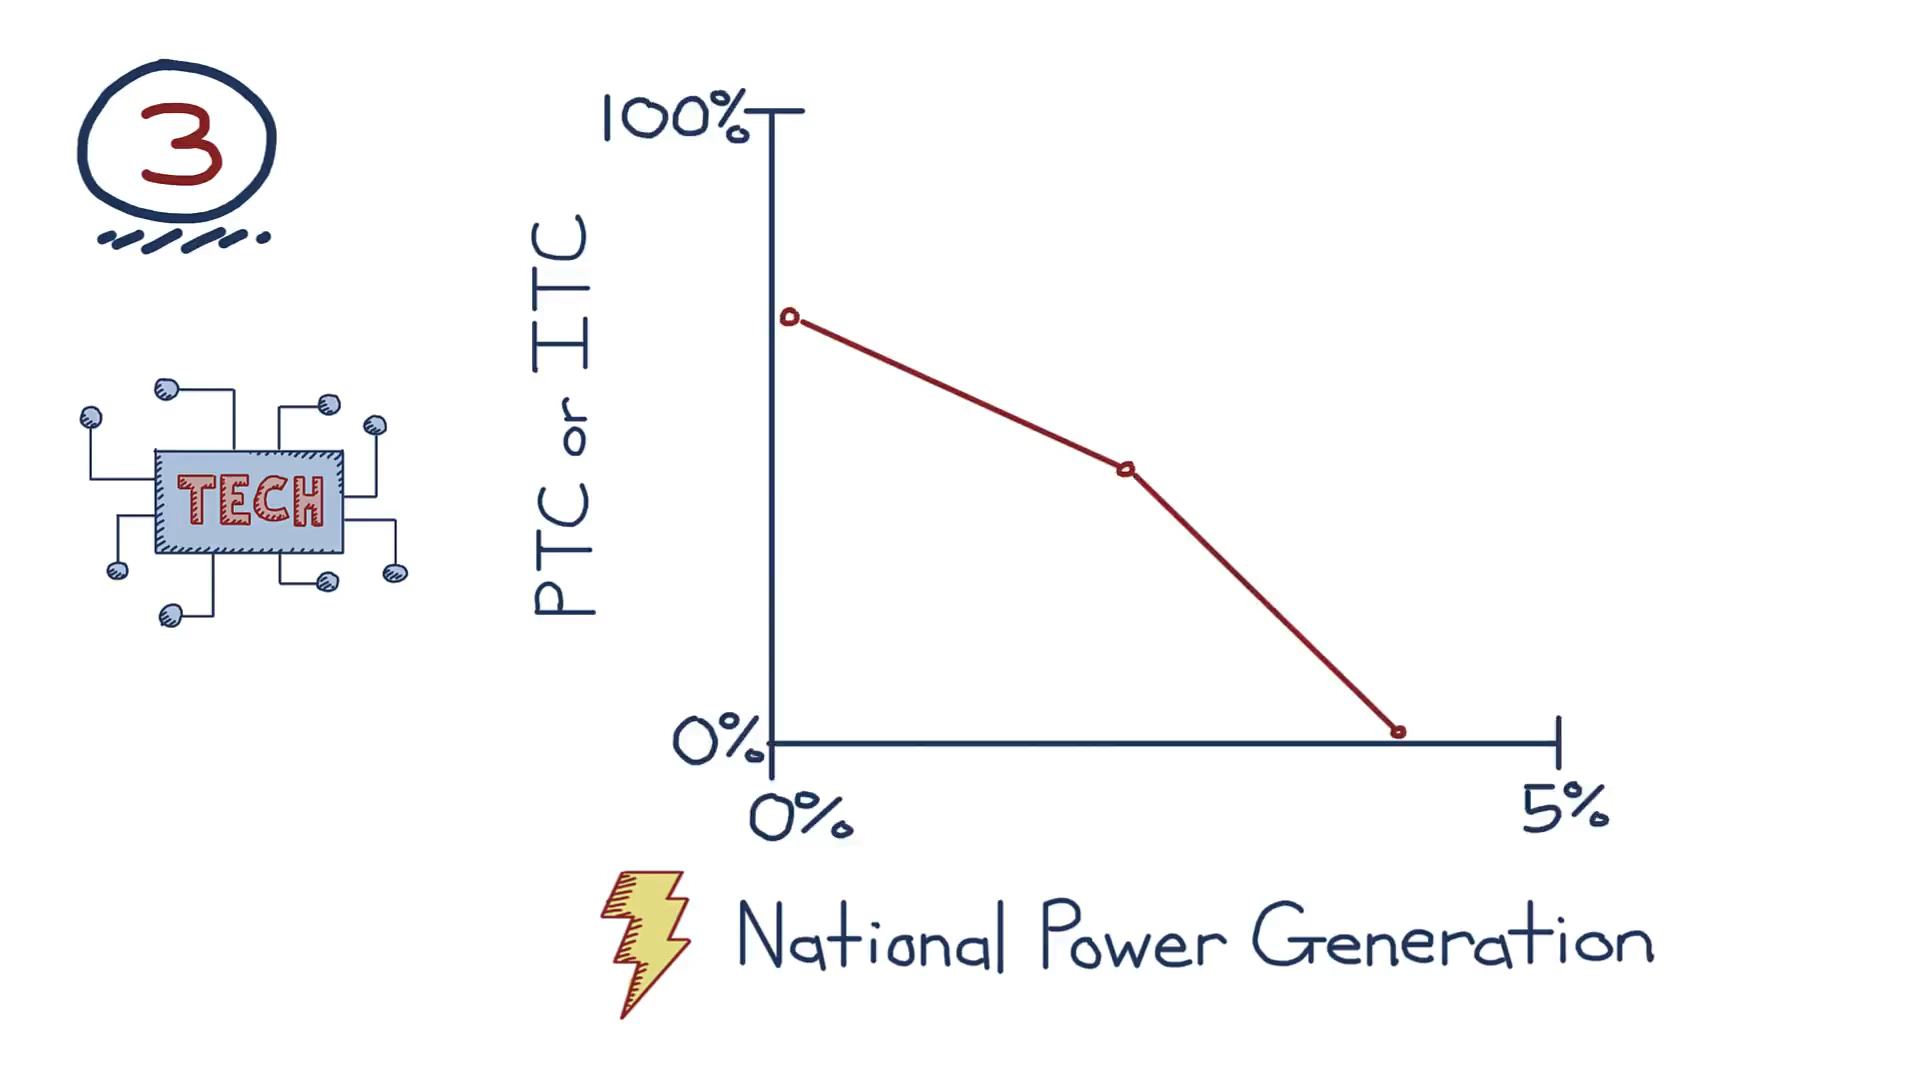 3
TECH
100%
PTC or ITC
0%
0%
5%
National Power Generation